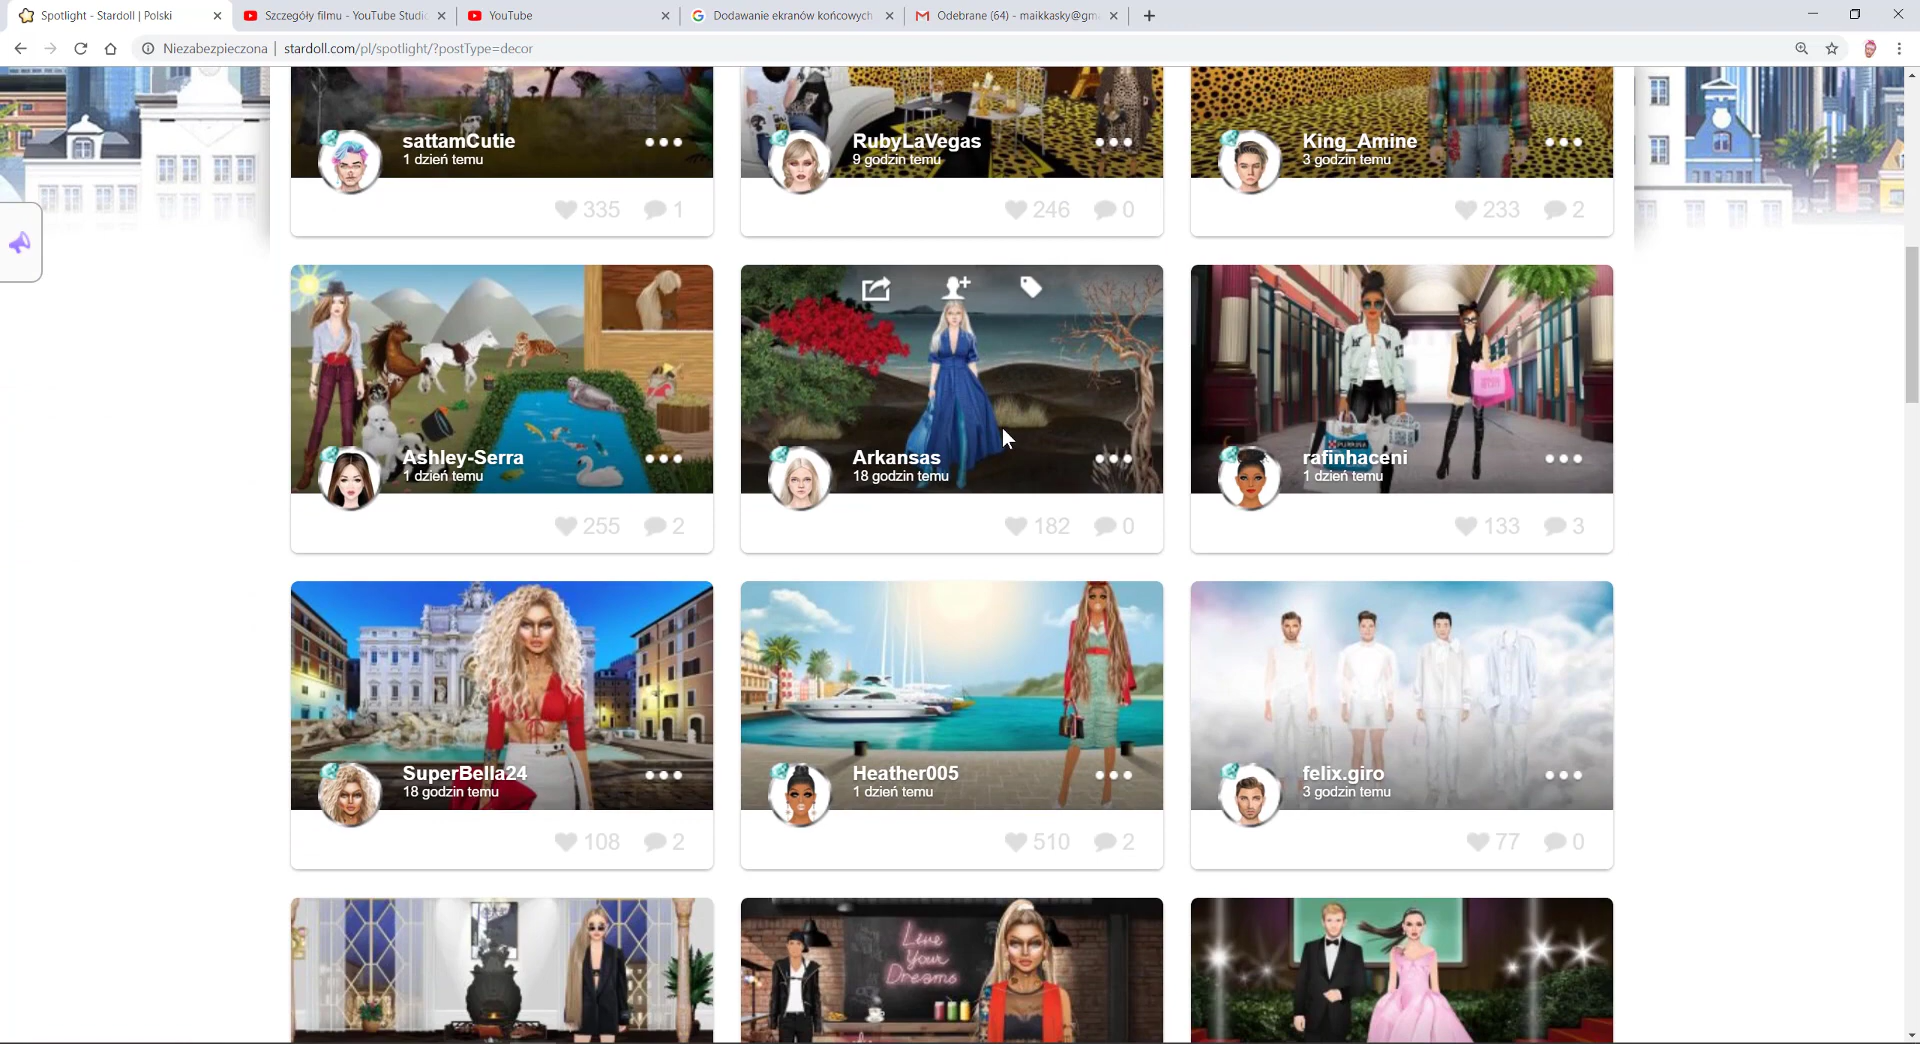 Spotlight - Stardoll | Polski
Szczegóły filmu - YouTube Studio
YouTube
Dodawanie ekranów końcowych
Odebrane (64) - maikkasky@gm
Niezabezpieczona | stardoll.com/pl/spotlight/?postType=decor
sattamCutie
1 dzień temu
335 1
RubyLaVegas
9 godzin temu
246 0
King_Amine
3 godzin temu
233 2
Ashley-Serra
1 dzień temu
255 2
Arkansas
18 godzin temu
182 0
rafinhaceni
1 dzień temu
133 3
SuperBella24
18 godzin temu
108 2
Heather005
1 dzień temu
510 2
felix.giro
3 godzin temu
77 0
Live
Your
Dreams